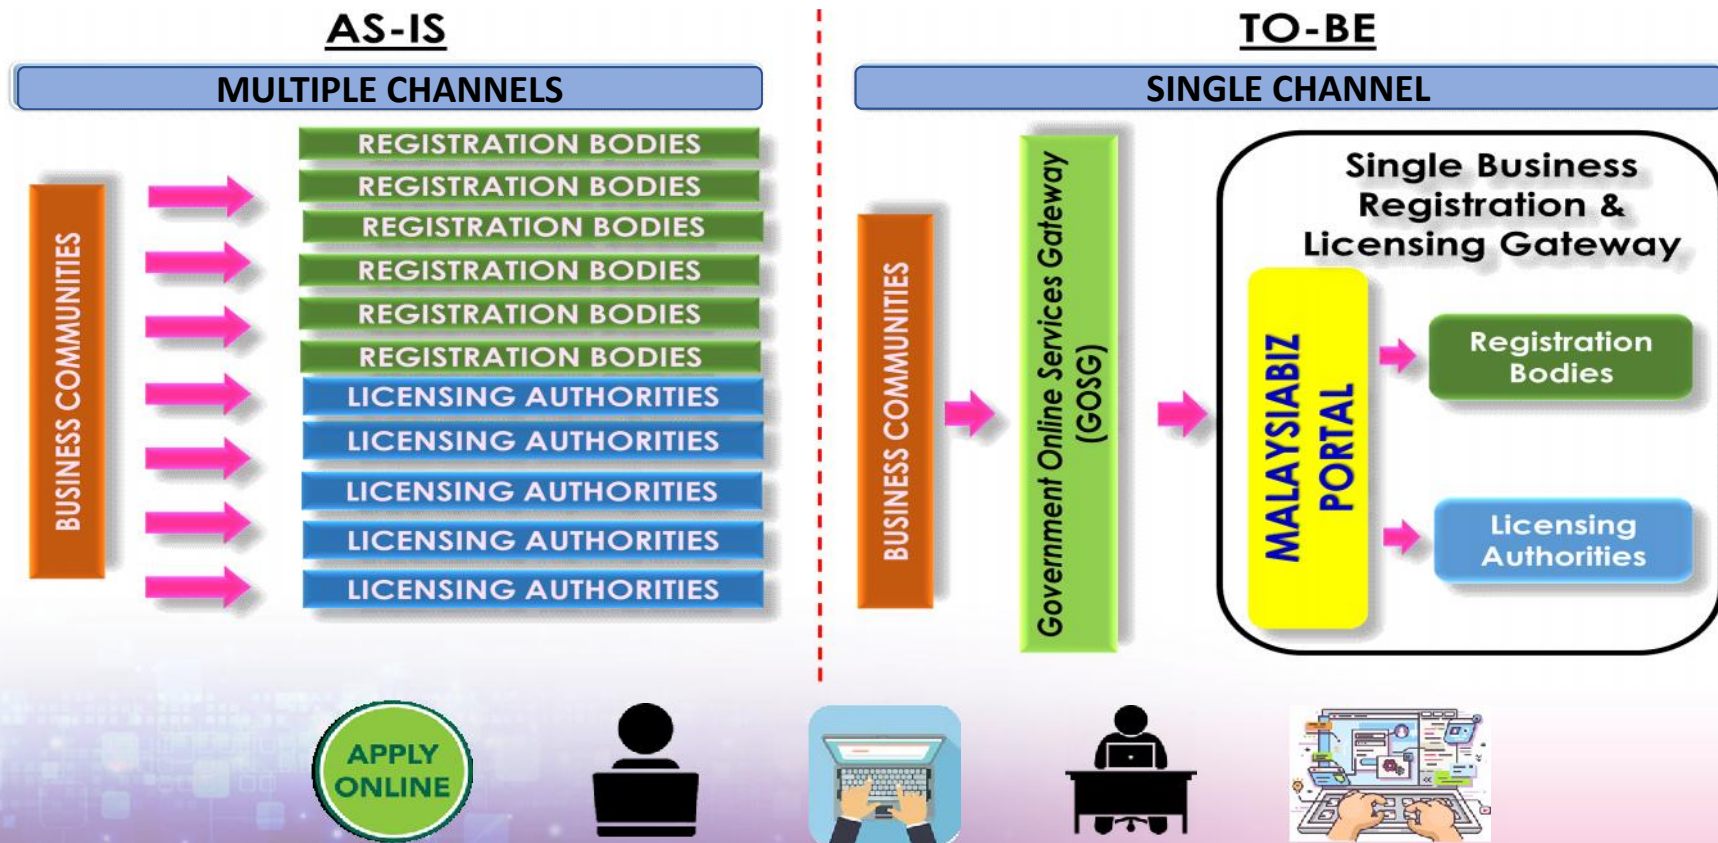 AS-IS
MULTIPLE CHANNELS
BUSINESS COMMUNITIES
REGISTRATION BODIES
REGISTRATION BODIES
REGISTRATION BODIES
REGISTRATION BODIES
REGISTRATION BODIES
REGISTRATION BODIES
LICENSING AUTHORITIES
LICENSING AUTHORITIES
LICENSING AUTHORITIES
LICENSING AUTHORITIES
LICENSING AUTHORITIES
TO-BE
SINGLE CHANNEL
BUSINESS COMMUNITIES
Government Online Services Gateway
(GOSG)
Single Business
Registration &
Licensing Gateway
MALAYSIABIZ
PORTAL
Registration
Bodies
Licensing
Authorities
APPLY
ONLINE